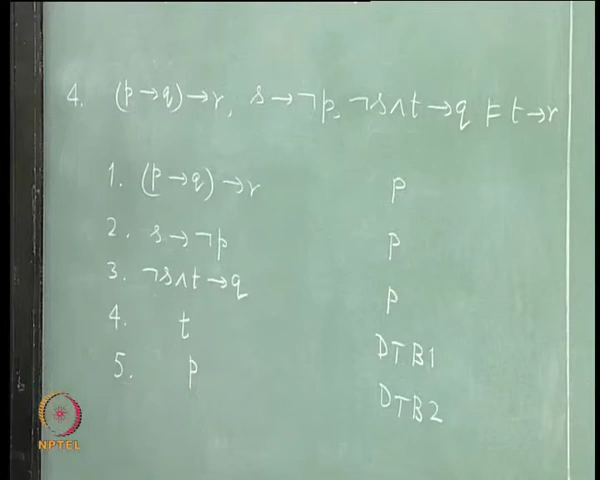 4. (p→q)→r, s→¬p, ¬s∧t→q ⊨ t→r
1. (p→q)→r P
2. s→¬p P
3. ¬s∧t→q P
4. t DTB1
5. p DTB2
NPTEL